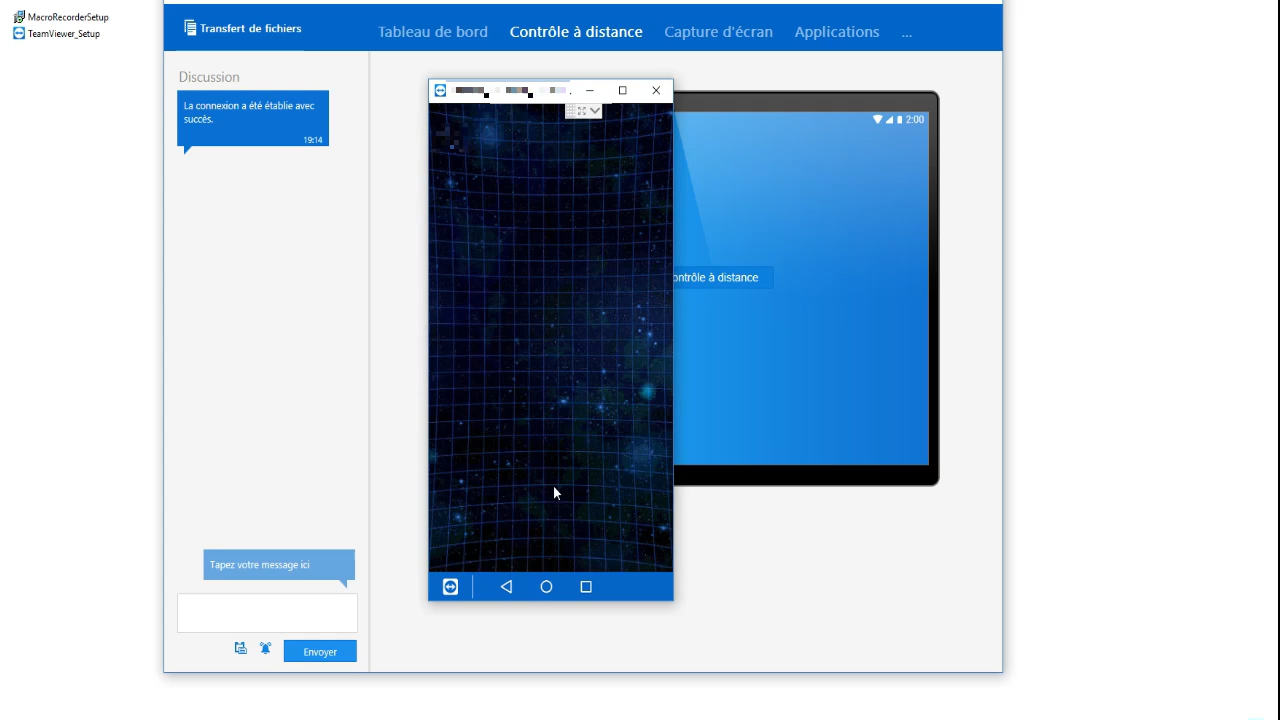 MacroRecorderSetup
TeamViewer_Setup
Transfert de fichiers
Tableau de bord
Contrôle à distance
Capture d'écran
Applications
...
Discussion
La connexion a été établie avec
succès.
19:14
2:00
ontrôle à distance
Tapez votre message ici
Envoyer